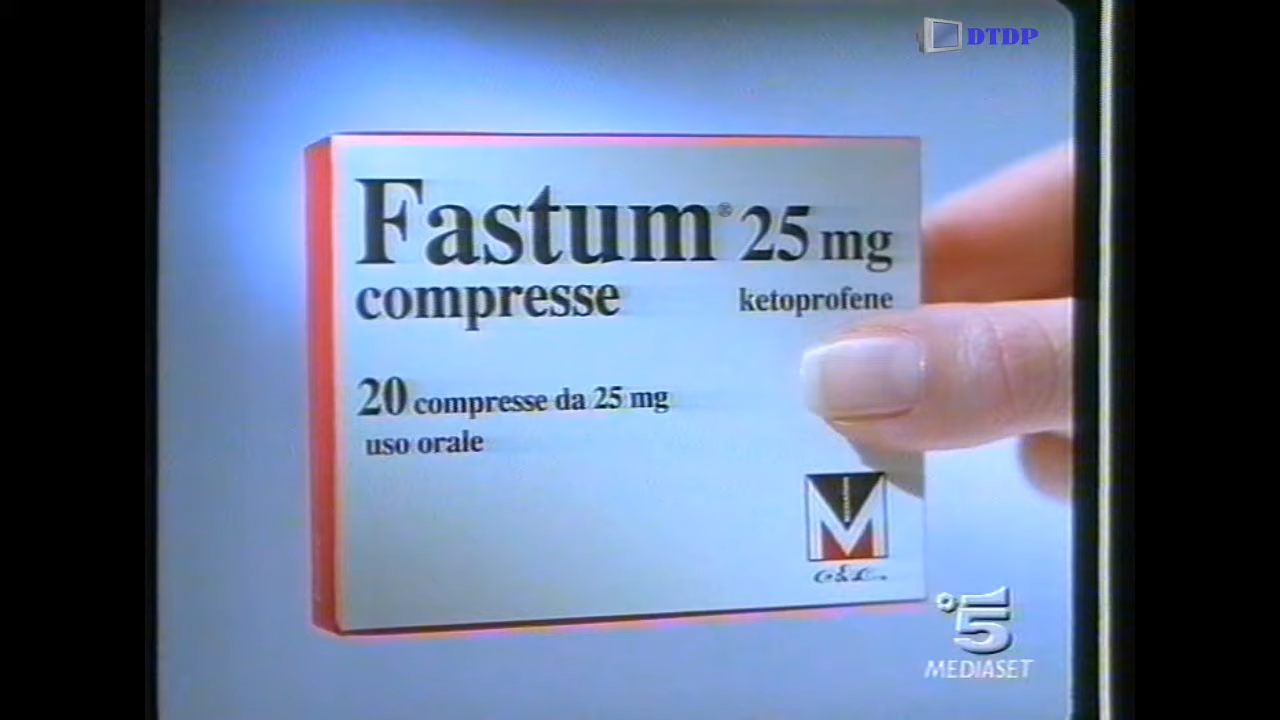 DTDP
Fastum® 25 mg
compresse ketoprofene
20 compresse da 25 mg
uso orale
M
5
MEDIASET